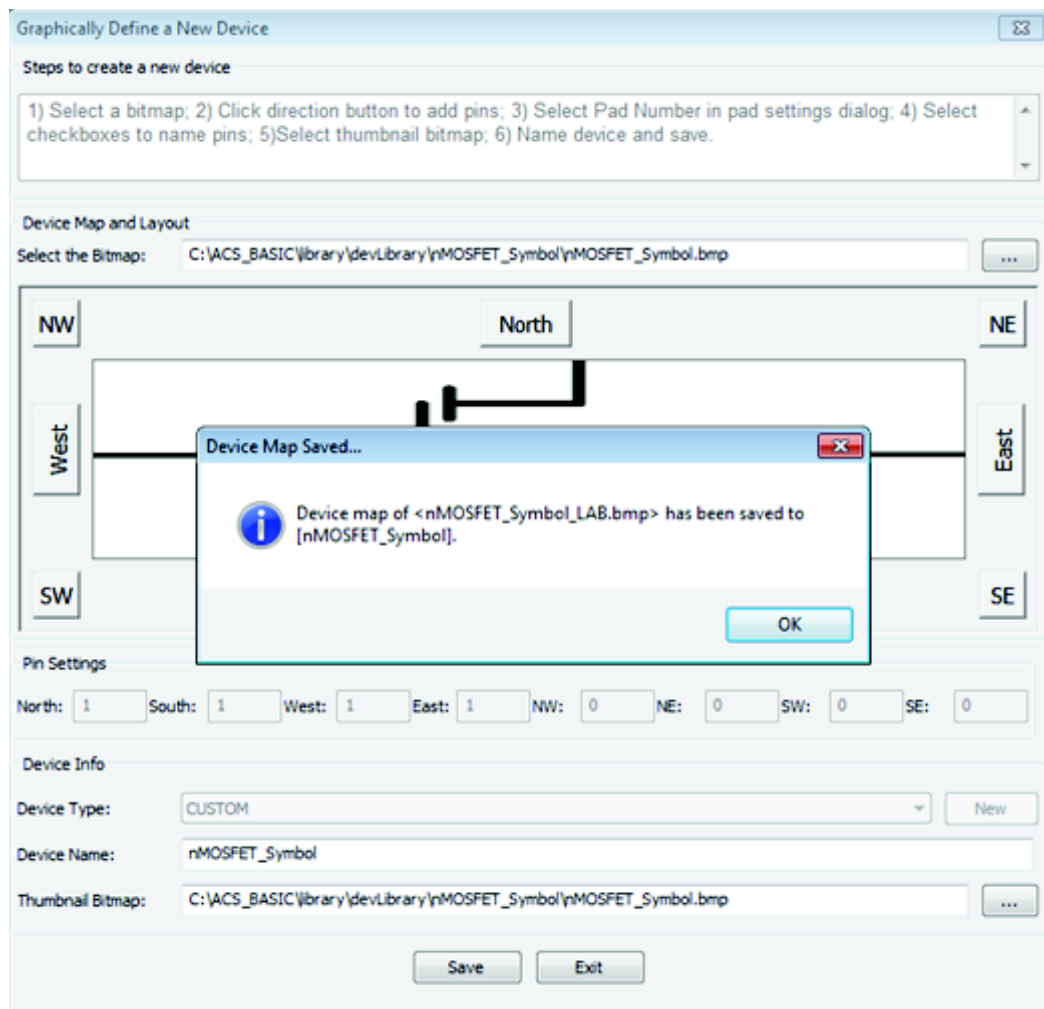 Graphically Define a New Device
Steps to create a new device
1) Select a bitmap; 2) Click direction button to add pins; 3) Select Pad Number in pad settings dialog; 4) Select
checkboxes to name pins; 5)Select thumbnail bitmap; 6) Name device and save.
Device Map and Layout
Select the Bitmap: C:\ACS_BASIC\library\devLibrary\nMOSFET_Symbol\nMOSFET_Symbol.bmp ...
NW North NE
West East
Device Map Saved...
Device map of <nMOSFET_Symbol_LAB.bmp> has been saved to
[nMOSFET_Symbol].
OK
SW SE
Pin Settings
North: 1 South: 1 West: 1 East: 1 NW: 0 NE: 0 SW: 0 SE: 0
Device Info
Device Type: CUSTOM New
Device Name: nMOSFET_Symbol
Thumbnail Bitmap: C:\ACS_BASIC\library\devLibrary\nMOSFET_Symbol\nMOSFET_Symbol.bmp ...
Save Exit